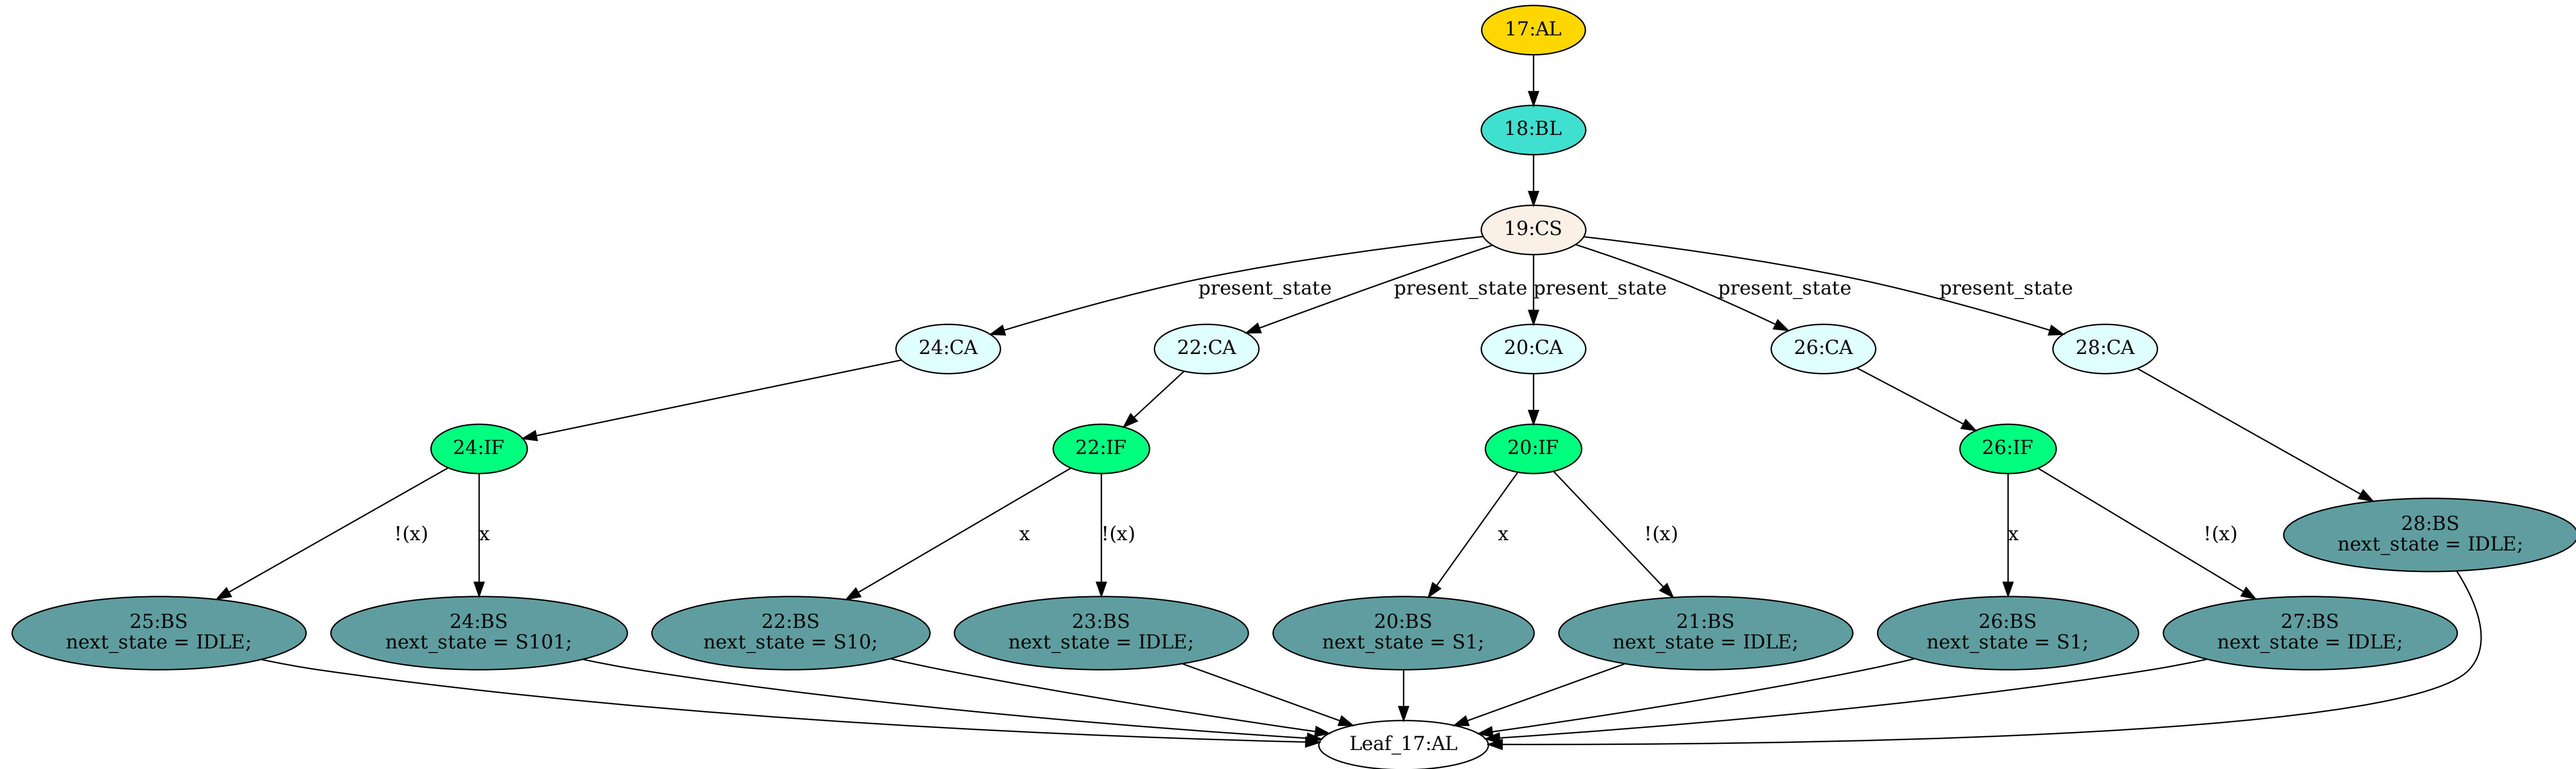 17:AL
18:BL
19:CS
present_state
present_state
present_state
present_state
present_state
24:CA
22:CA
20:CA
26:CA
28:CA
24:IF
22:IF
20:IF
26:IF
!(x)
x
x
!(x)
x
!(x)
x
!(x)
28:BS
next_state = IDLE;
25:BS
next_state = IDLE;
24:BS
next_state = S101;
22:BS
next_state = S10;
23:BS
next_state = IDLE;
20:BS
next_state = S1;
21:BS
next_state = IDLE;
26:BS
next_state = S1;
27:BS
next_state = IDLE;
Leaf_17:AL